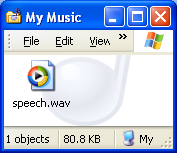 My Music
File Edit View »
speech.wav
1 objects 80.8 KB My